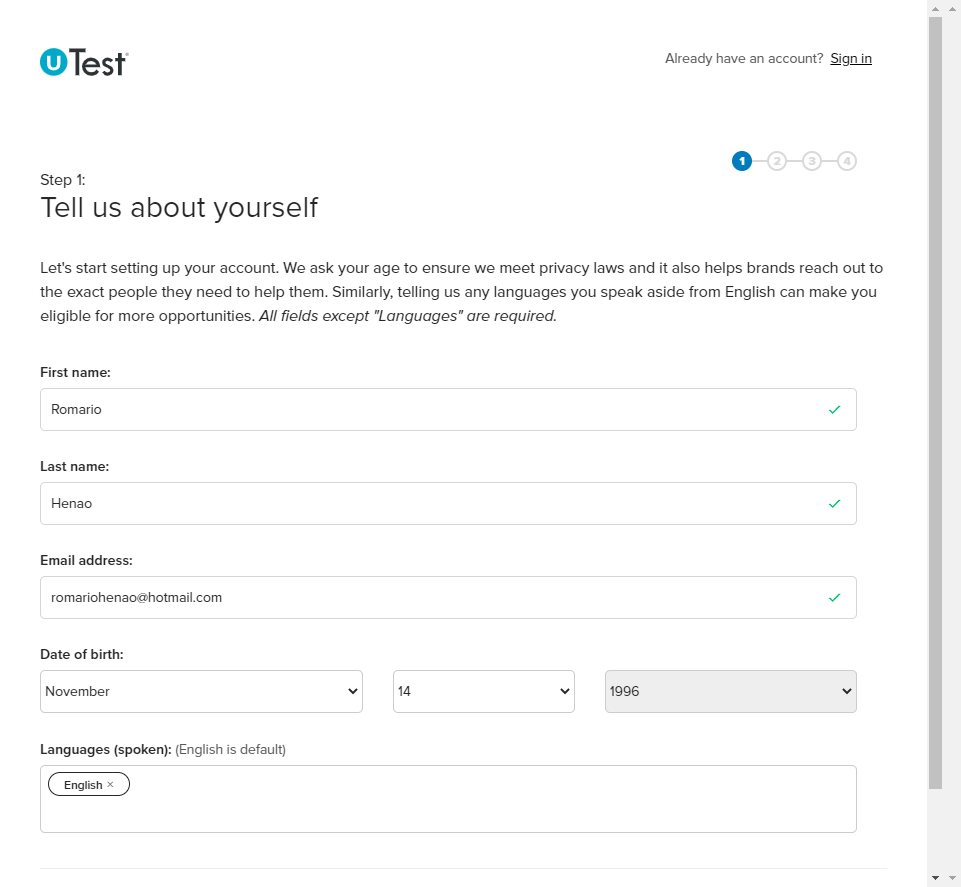 uTest
Already have an account? Sign in
1 2 3 4
Step 1:
Tell us about yourself
Let's start setting up your account. We ask your age to ensure we meet privacy laws and it also helps brands reach out to
the exact people they need to help them. Similarly, telling us any languages you speak aside from English can make you
eligible for more opportunities. All fields except "Languages" are required.
First name:
Romario
Last name:
Henao
Email address:
romariohenao@hotmail.com
Date of birth:
November 14 1996
Languages (spoken): (English is default)
English ×